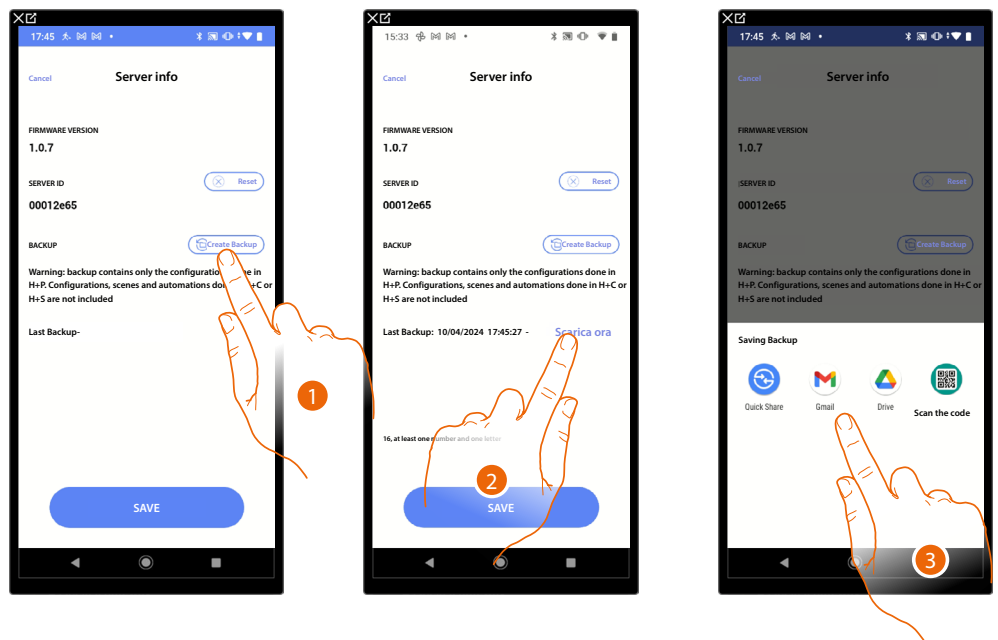 17:45
Cancel
Server info
FIRMWARE VERSION
1.0.7
SERVER ID
Reset
00012e65
BACKUP
Create Backup
Warning: backup contains only the configurations done in
H+P. Configurations, scenes and automations do H+C or
H+S are not included
Last Backup-
SAVE
1
15:33
Cancel
Server info
FIRMWARE VERSION
1.0.7
SERVER ID
Reset
00012e65
BACKUP
Create Backup
Warning: backup contains only the configurations done in
H+P. Configurations, scenes and automations done in H+C or
H+S are not included
Last Backup: 10/04/2024 17:45:27 - Scarica ora
16, at least one number and one letter
2
SAVE
17:45
Cancel
Server info
FIRMWARE VERSION
1.0.7
:SERVER ID
Reset
00012e65
BACKUP
Create Backup
Warning: backup contains only the configurations done in
H+P. Configurations, scenes and automations done in H+C or
H+S are not included
Saving Backup
Quick Share
Gmail
Drive
Scan the code
3